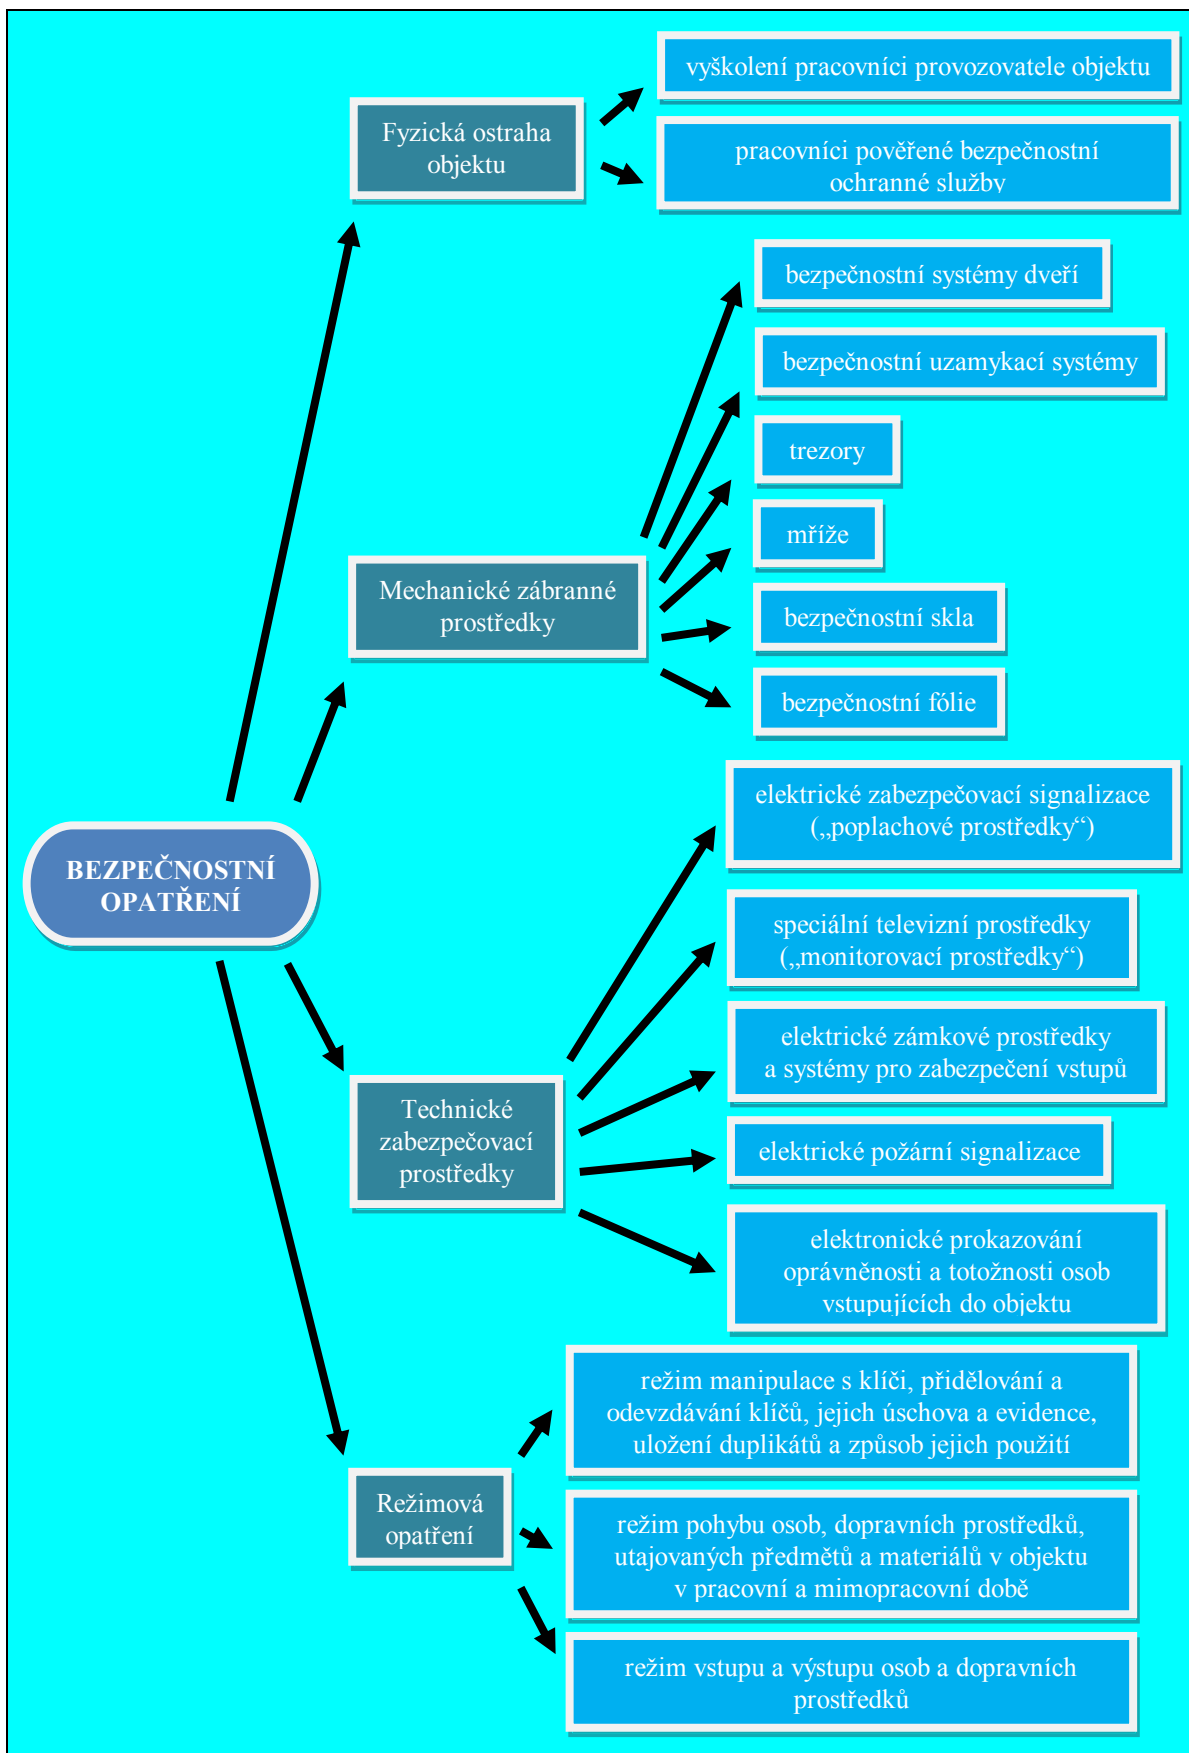 vyškolení pracovníci provozovatele objektu
Fyzická ostraha
objektu
pracovníci pověřené bezpečnostní
ochranné služby
bezpečnostní systémy dveří
bezpečnostní uzamykací systémy
trezory
mříže
Mechanické zábranné
prostředky
bezpečnostní skla
bezpečnostní fólie
BEZPEČNOSTNÍ
OPATŘENÍ
elektrické zabezpečovací signalizace
(„poplachové prostředky“)
speciální televizní prostředky
(„monitorovací prostředky“)
elektrické zámkové prostředky
a systémy pro zabezpečení vstupů
Technické
zabezpečovací
prostředky
elektrické požární signalizace
elektronické prokazování
oprávněnosti a totožnosti osob
vstupujících do objektu
režim manipulace s klíči, přidělování a
odevzdávání klíčů, jejich úschova a evidence,
uložení duplikátů a způsob jejich použití
Režimová
opatření
režim pohybu osob, dopravních prostředků,
utajovaných předmětů a materiálů v objektu
v pracovní a mimopracovní době
režim vstupu a výstupu osob a dopravních
prostředků